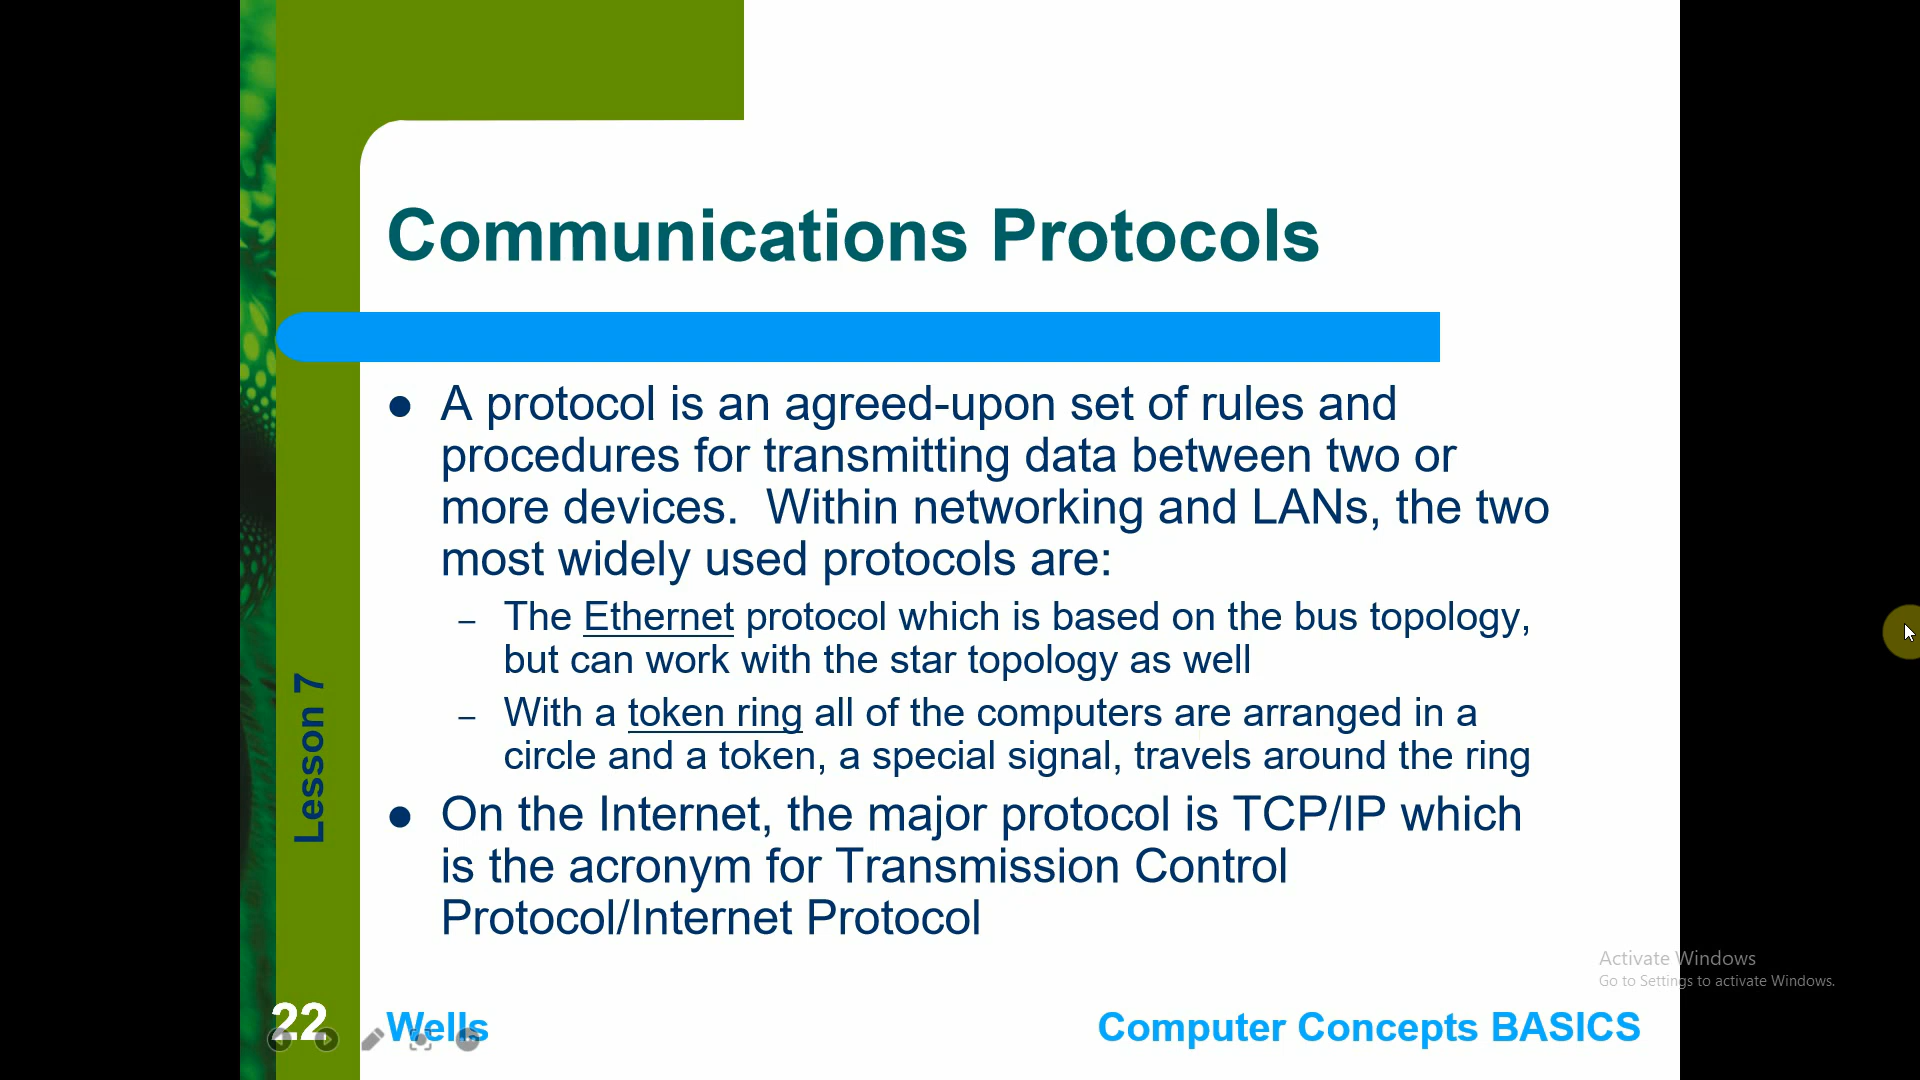 Communications Protocols
● A protocol is an agreed-upon set of rules and
procedures for transmitting data between two or
more devices.  Within networking and LANs, the two
most widely used protocols are:
– The Ethernet protocol which is based on the bus topology,
but can work with the star topology as well
– With a token ring all of the computers are arranged in a
circle and a token, a special signal, travels around the ring
● On the Internet, the major protocol is TCP/IP which
is the acronym for Transmission Control
Protocol/Internet Protocol
Lesson 7
Activate Windows
Go to Settings to activate Windows.
22 Wells Computer Concepts BASICS